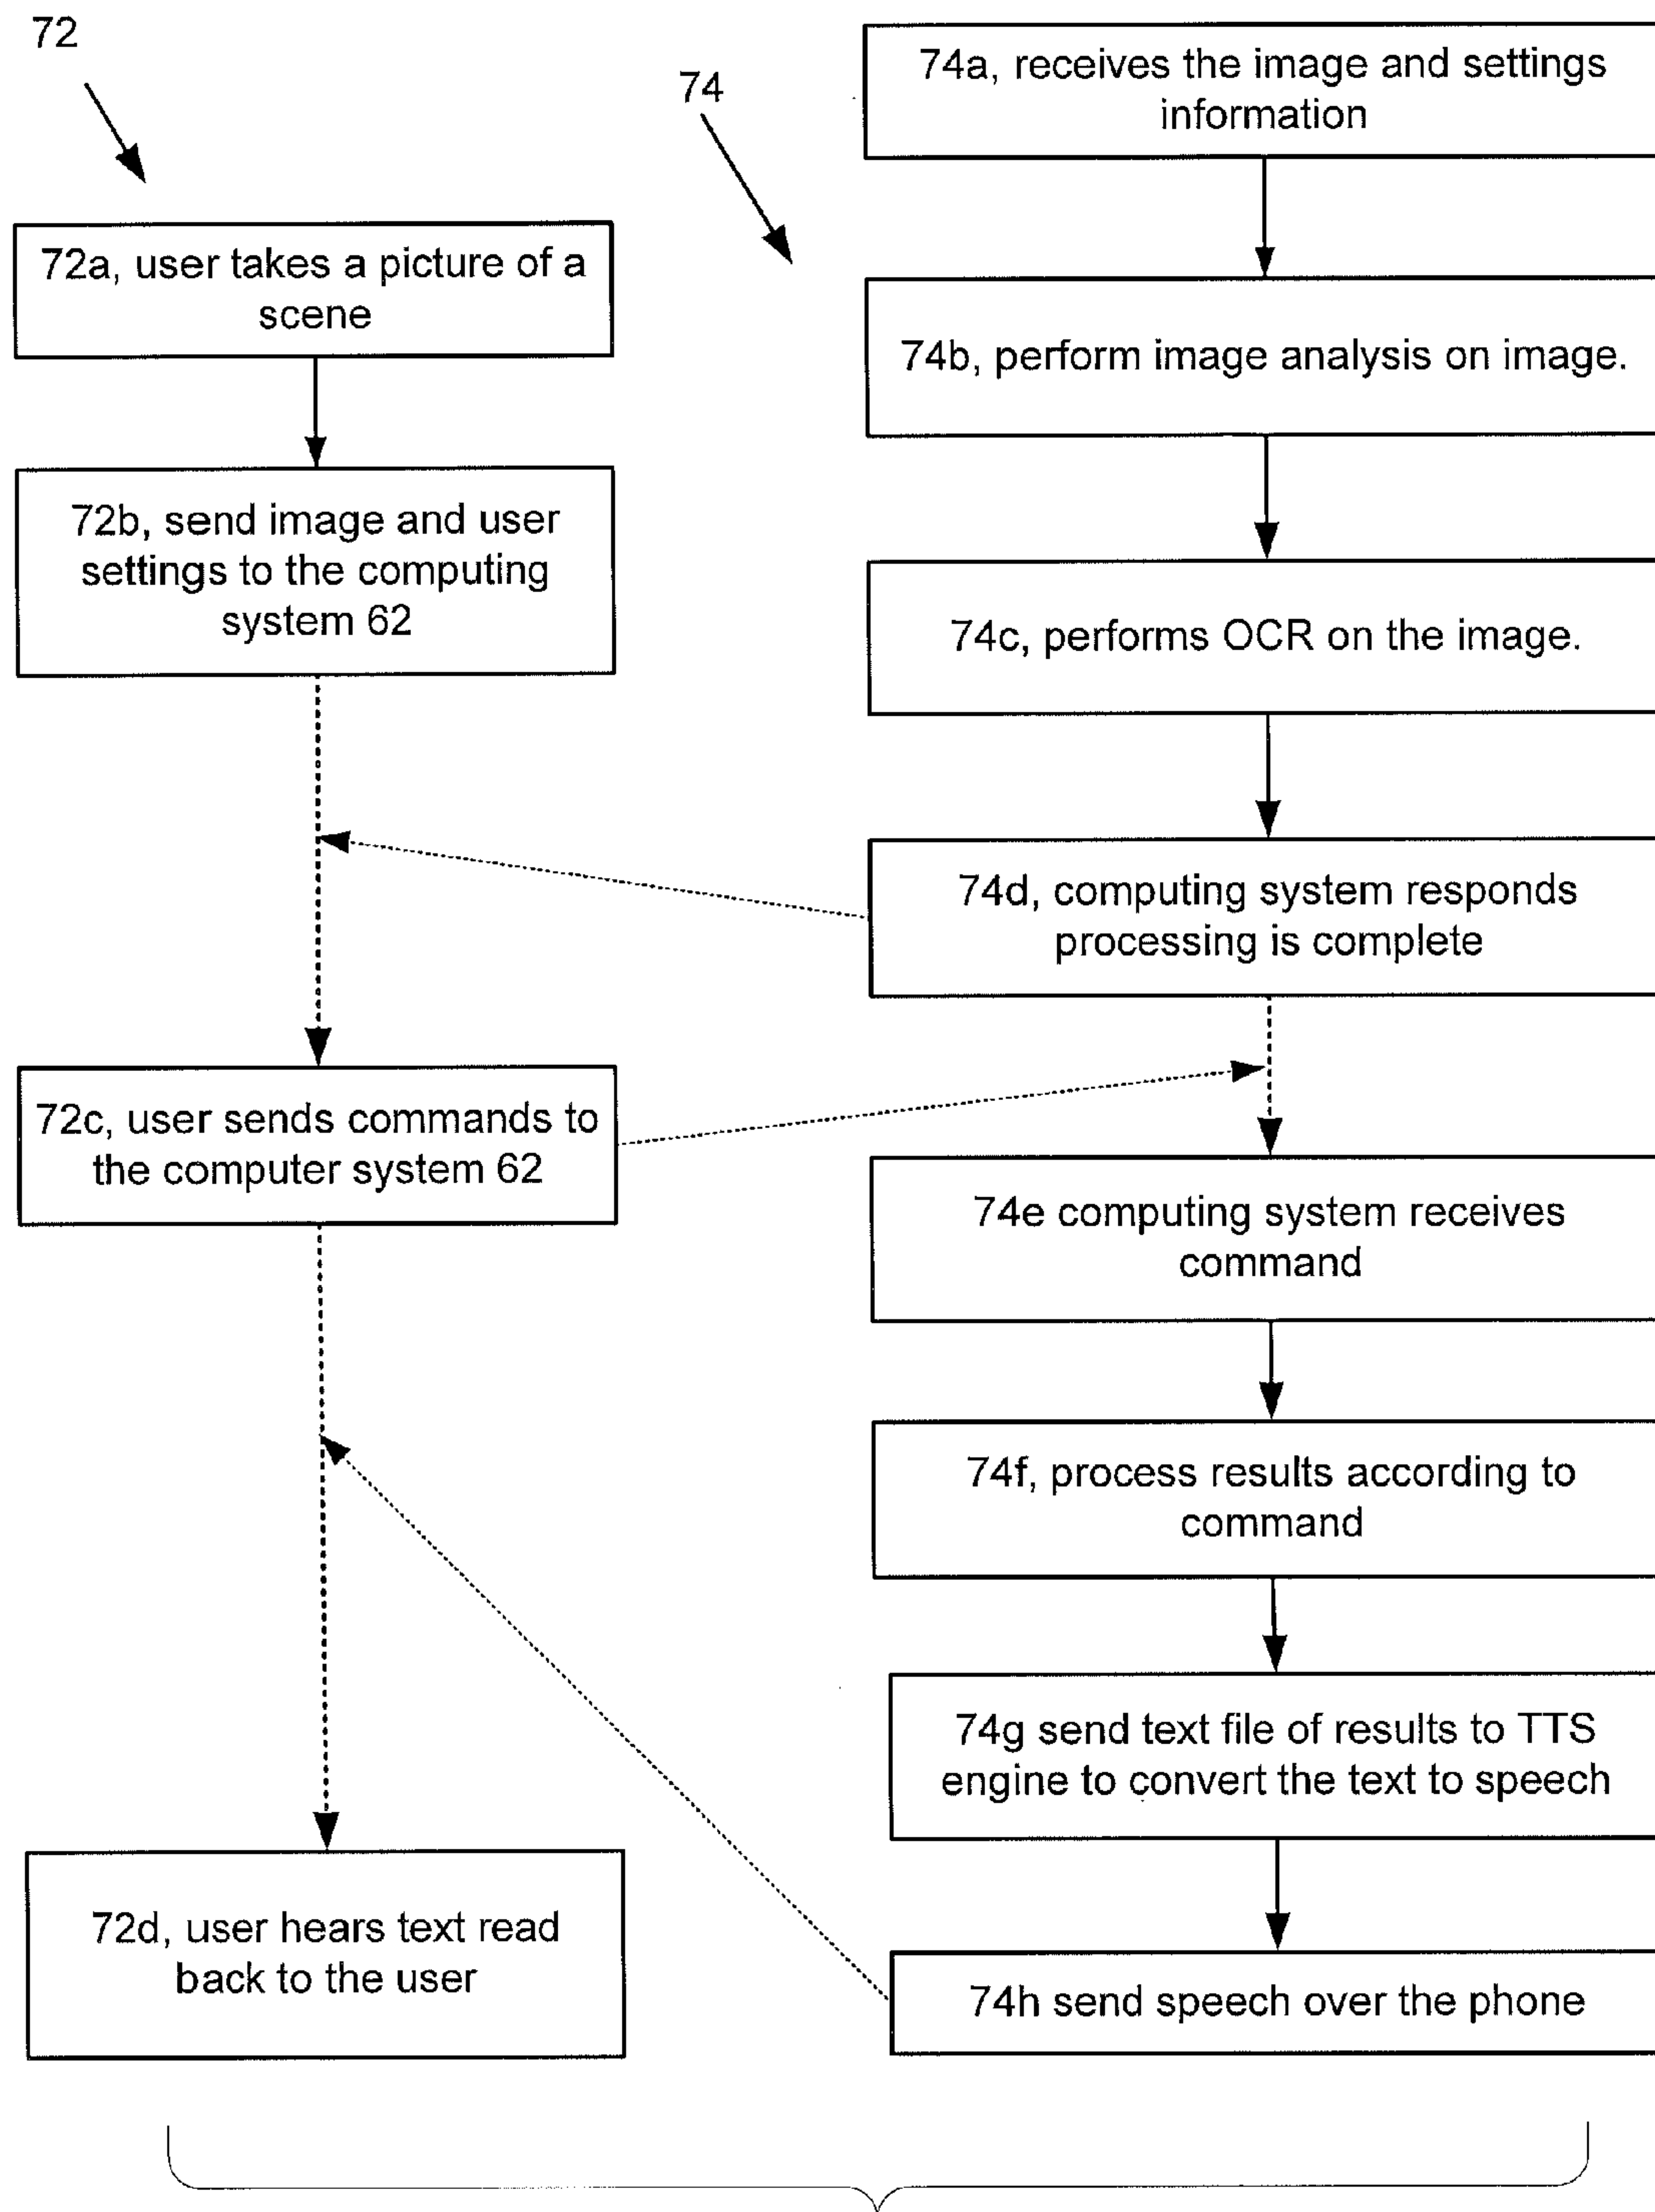 72
72a, user takes a picture of a
scene
72b, send image and user
settings to the computing
system 62
72c, user sends commands to
the computer system 62
72d, user hears text read
back to the user
74
74a, receives the image and settings
information
74b, perform image analysis on image.
74c, performs OCR on the image.
74d, computing system responds
processing is complete
74e computing system receives
command
74f, process results according to
command
74g send text file of results to TTS
engine to convert the text to speech
74h send speech over the phone